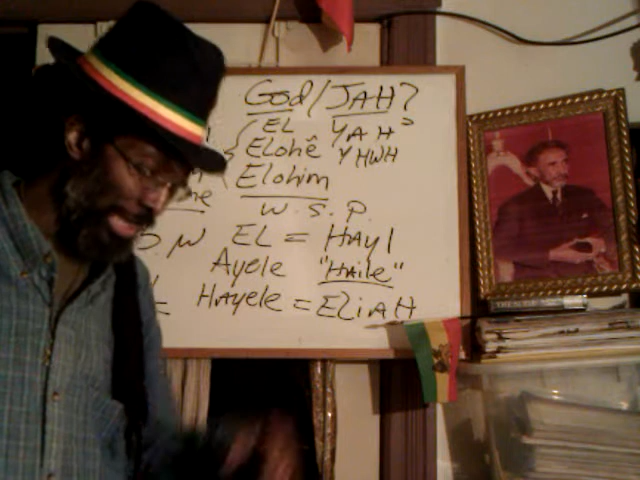 God/JAH?
EL YAH?
Elohê YHWH
Elohim
W.S.P.
EL = HAYl
Ayele "HAile"
HAyele = ELiAH